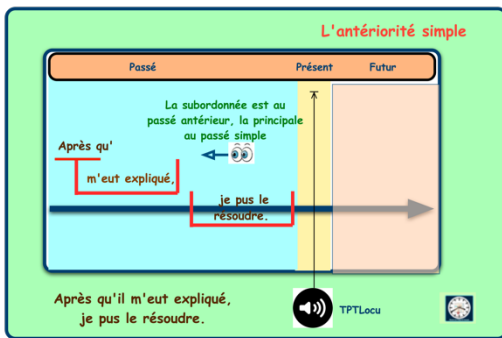 L'antériorité simple
Passé
Présent
Futur
La subordonnée est au
passé antérieur, la principale
au passé simple
Après qu'
m'eut expliqué,
je pus le
résoudre.
Après qu'il m'eut expliqué,
je pus le résoudre.
TPTLocu